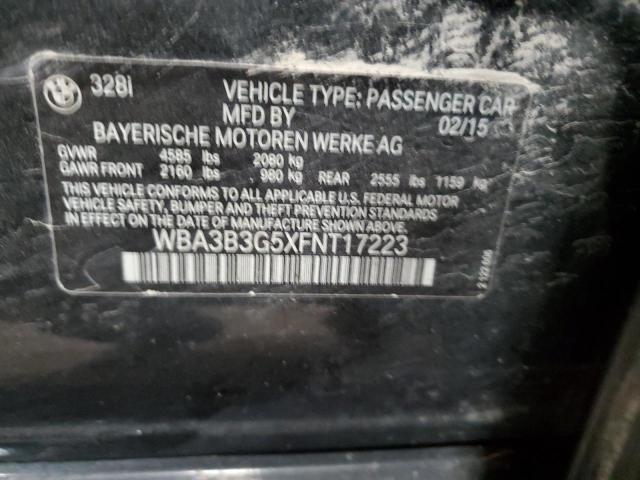 328i VEHICLE TYPE: PASSENGER CAR
MFD BY 02/15
BAYERISCHE MOTOREN WERKE AG
GVWR 4585 lbs 2080 kg
GAWR FRONT 2160 lbs 980 kg REAR 2555 lbs 1159 kg
THIS VEHICLE CONFORMS TO ALL APPLICABLE U.S. FEDERAL MOTOR
VEHICLE SAFETY, BUMPER, AND THEFT PREVENTION STANDARDS
IN EFFECT ON THE DATE OF MANUFACTURE SHOWN ABOVE.
WBA3B3G5XFNT17223